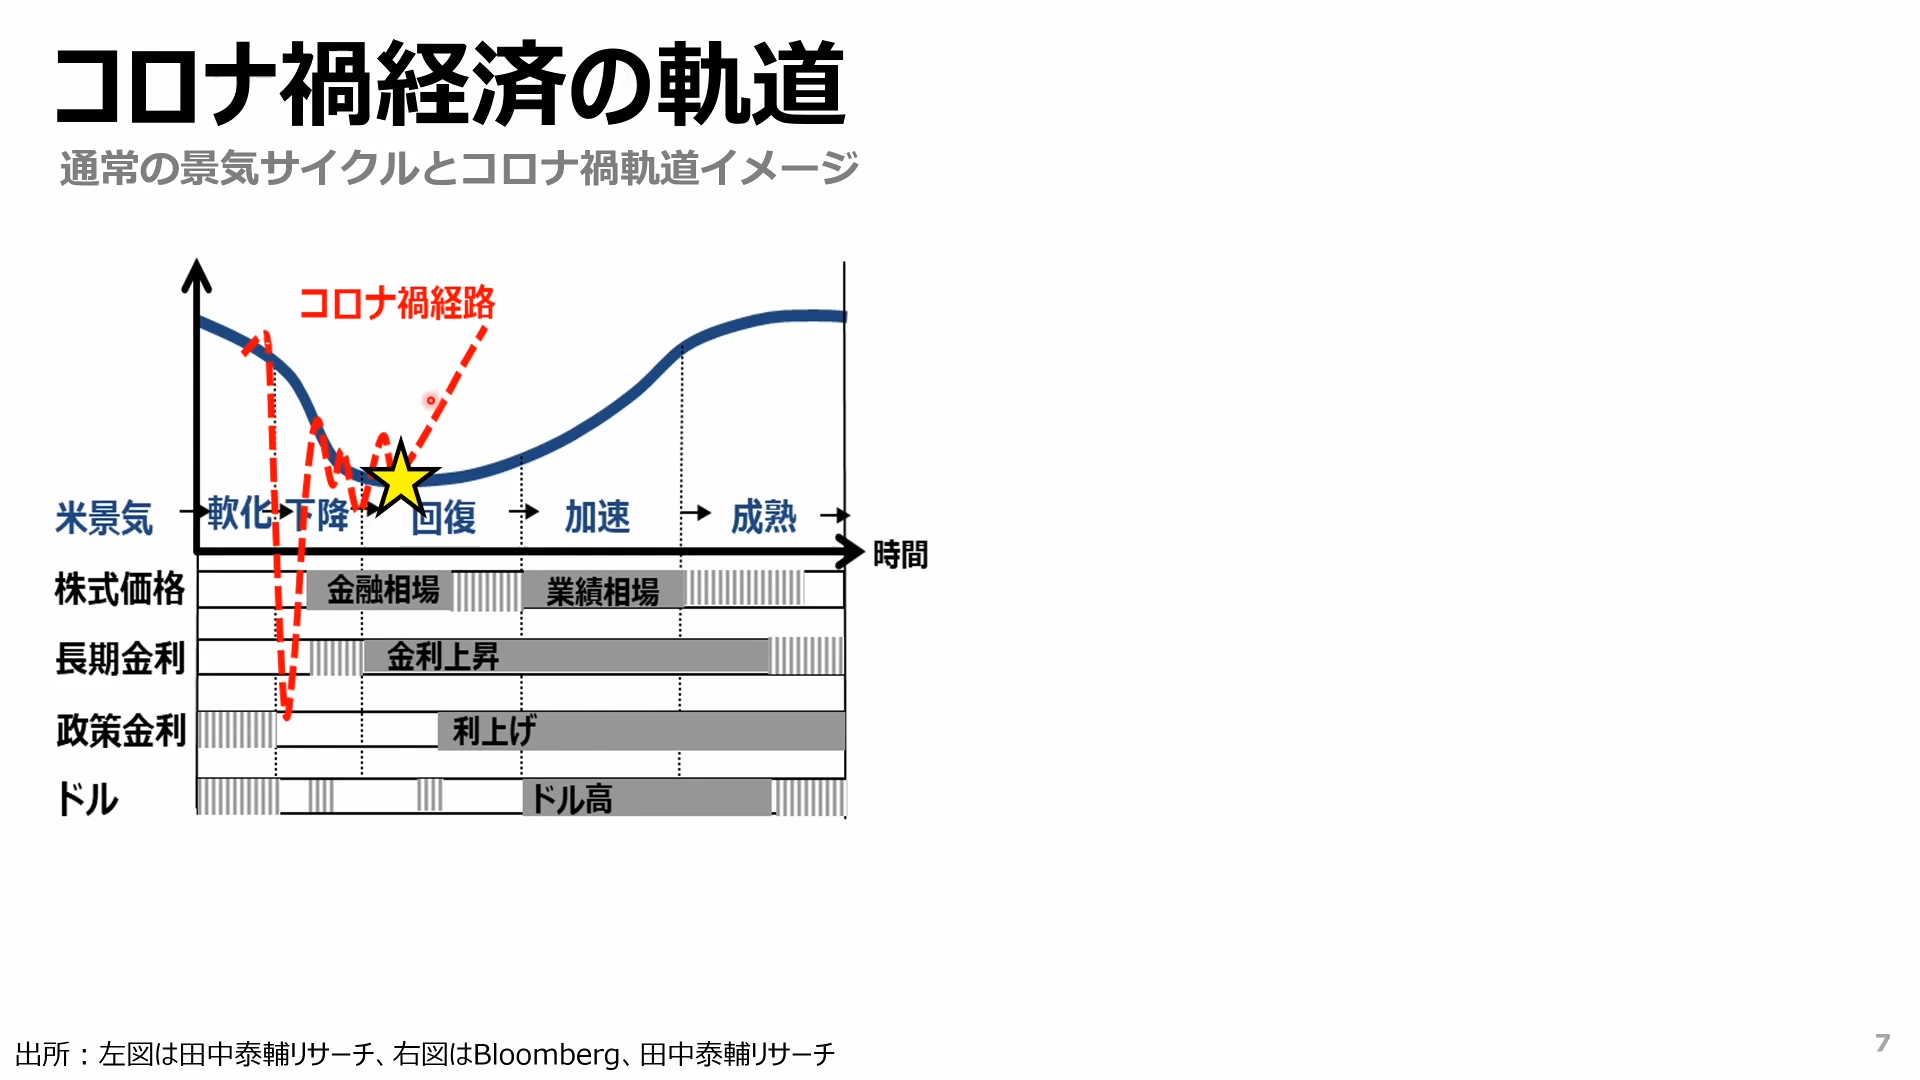 コロナ禍経済の軌道
通常の景気サイクルとコロナ禍軌道イメージ
コロナ禍経路
米景気
軟化
下降
回復
加速
成熟
時間
株式価格
金融相場
業績相場
長期金利
金利上昇
政策金利
利上げ
ドル
ドル高
出所：左図は田中泰輔リサーチ、右図はBloomberg、田中泰輔リサーチ
7